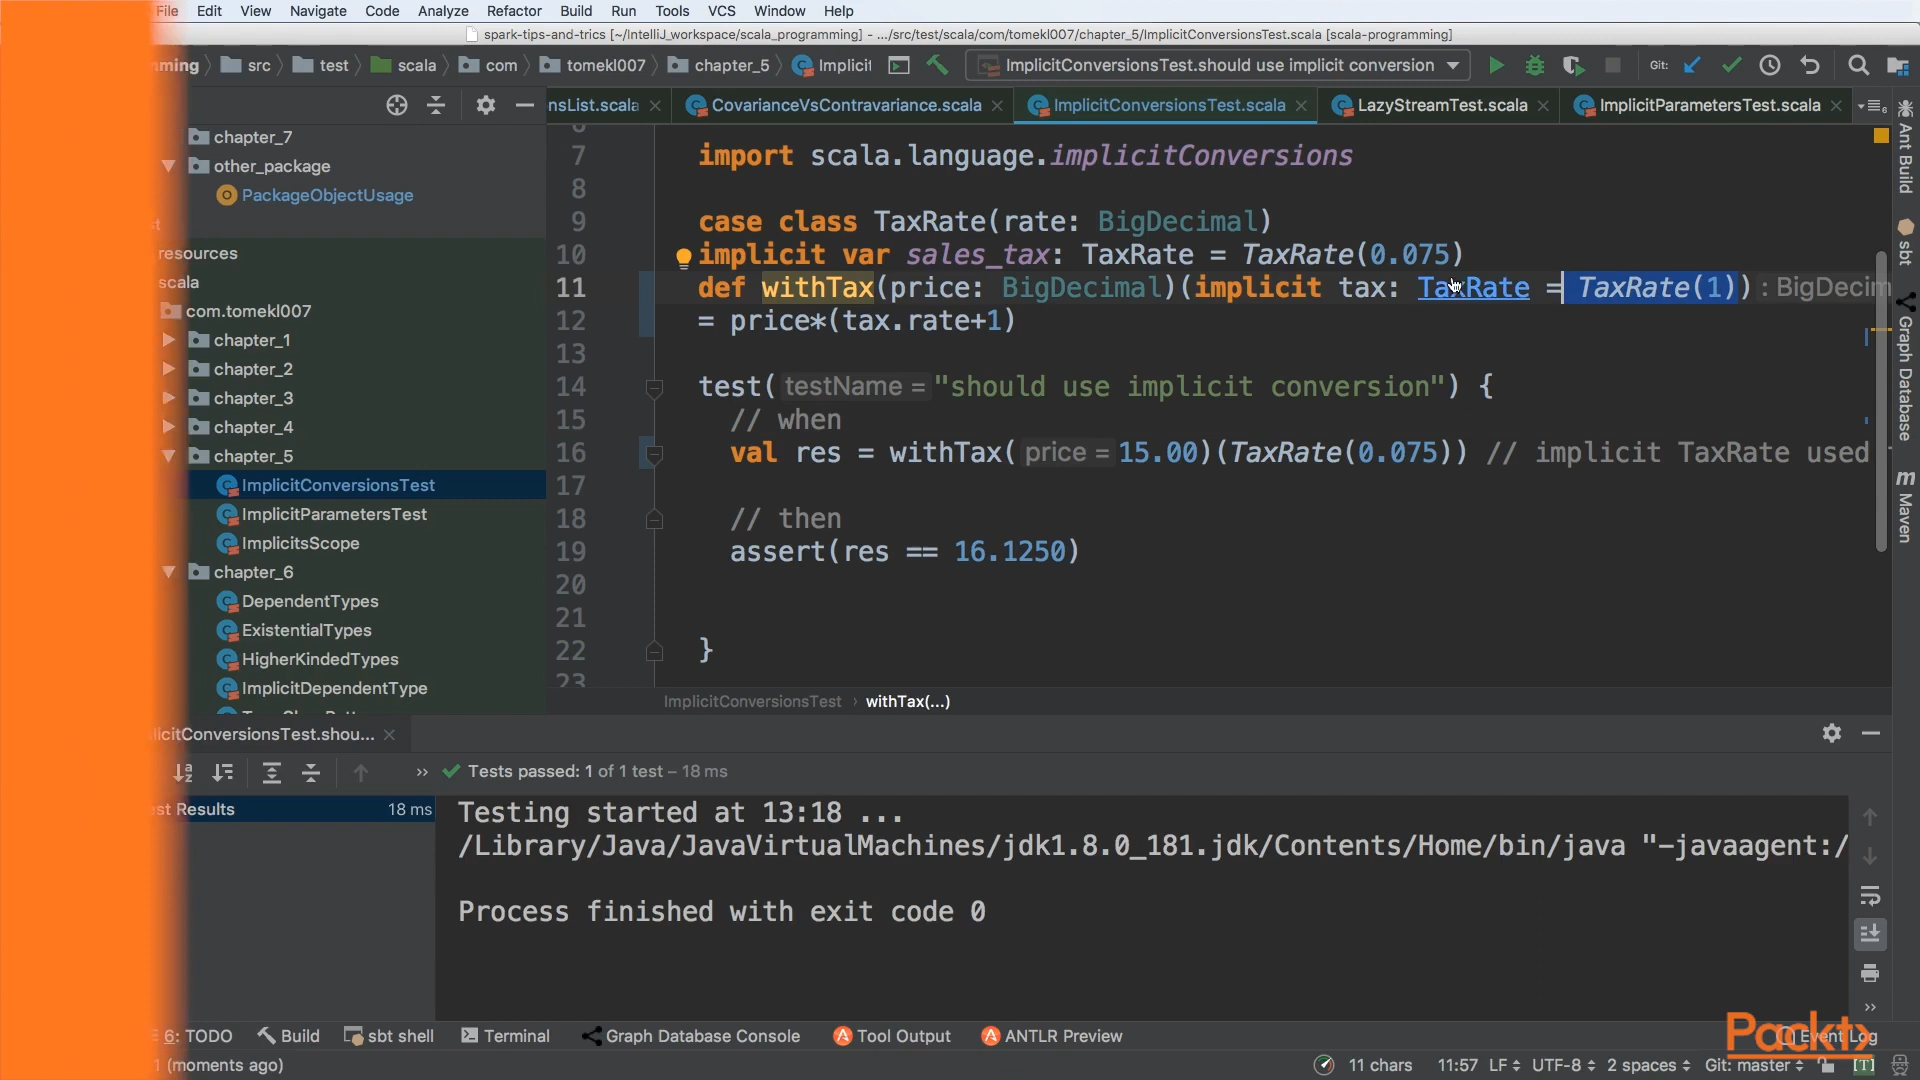 File Edit View Navigate Code Analyze Refactor Build Run Tools VCS Window Help
spark-tips-and-trics [~/IntelliJ_workspace/scala_programming] - .../src/test/scala/com/tomekl007/chapter_5/ImplicitConversionsTest.scala [scala-programming]
mming src test scala com tomekl007 chapter_5 Implicit ImplicitConversionsTest.should use implicit conversion Git:
nsList.scala CovarianceVsContravariance.scala ImplicitConversionsTest.scala LazyStreamTest.scala ImplicitParametersTest.scala
chapter_7
other_package
PackageObjectUsage
st
resources
scala
com.tomekl007
chapter_1
chapter_2
chapter_3
chapter_4
chapter_5
ImplicitConversionsTest
ImplicitParametersTest
ImplicitsScope
chapter_6
DependentTypes
ExistentialTypes
HigherKindedTypes
ImplicitDependentType
7 import scala.language.implicitConversions
8
9 case class TaxRate(rate: BigDecimal)
10 implicit var sales_tax: TaxRate = TaxRate(0.075)
11 def withTax(price: BigDecimal)(implicit tax: TaxRate = TaxRate(1)) : BigDecim
12 = price*(tax.rate+1)
13
14 test( testName = "should use implicit conversion") {
15 // when
16 val res = withTax( price = 15.00)(TaxRate(0.075)) // implicit TaxRate used
17
18 // then
19 assert(res == 16.1250)
20
21
22 }
23
ImplicitConversionsTest › withTax(...)
Ant Build
sbt
Graph Database
Maven
licitConversionsTest.shou...
» Tests passed: 1 of 1 test – 18 ms
st Results 18 ms
Testing started at 13:18 ...
/Library/Java/JavaVirtualMachines/jdk1.8.0_181.jdk/Contents/Home/bin/java "-javaagent:/
Process finished with exit code 0
6: TODO Build sbt shell Terminal Graph Database Console Tool Output ANTLR Preview Event Log
Packt
1 (moments ago) 11 chars 11:57 LF UTF-8 2 spaces Git: master [T]